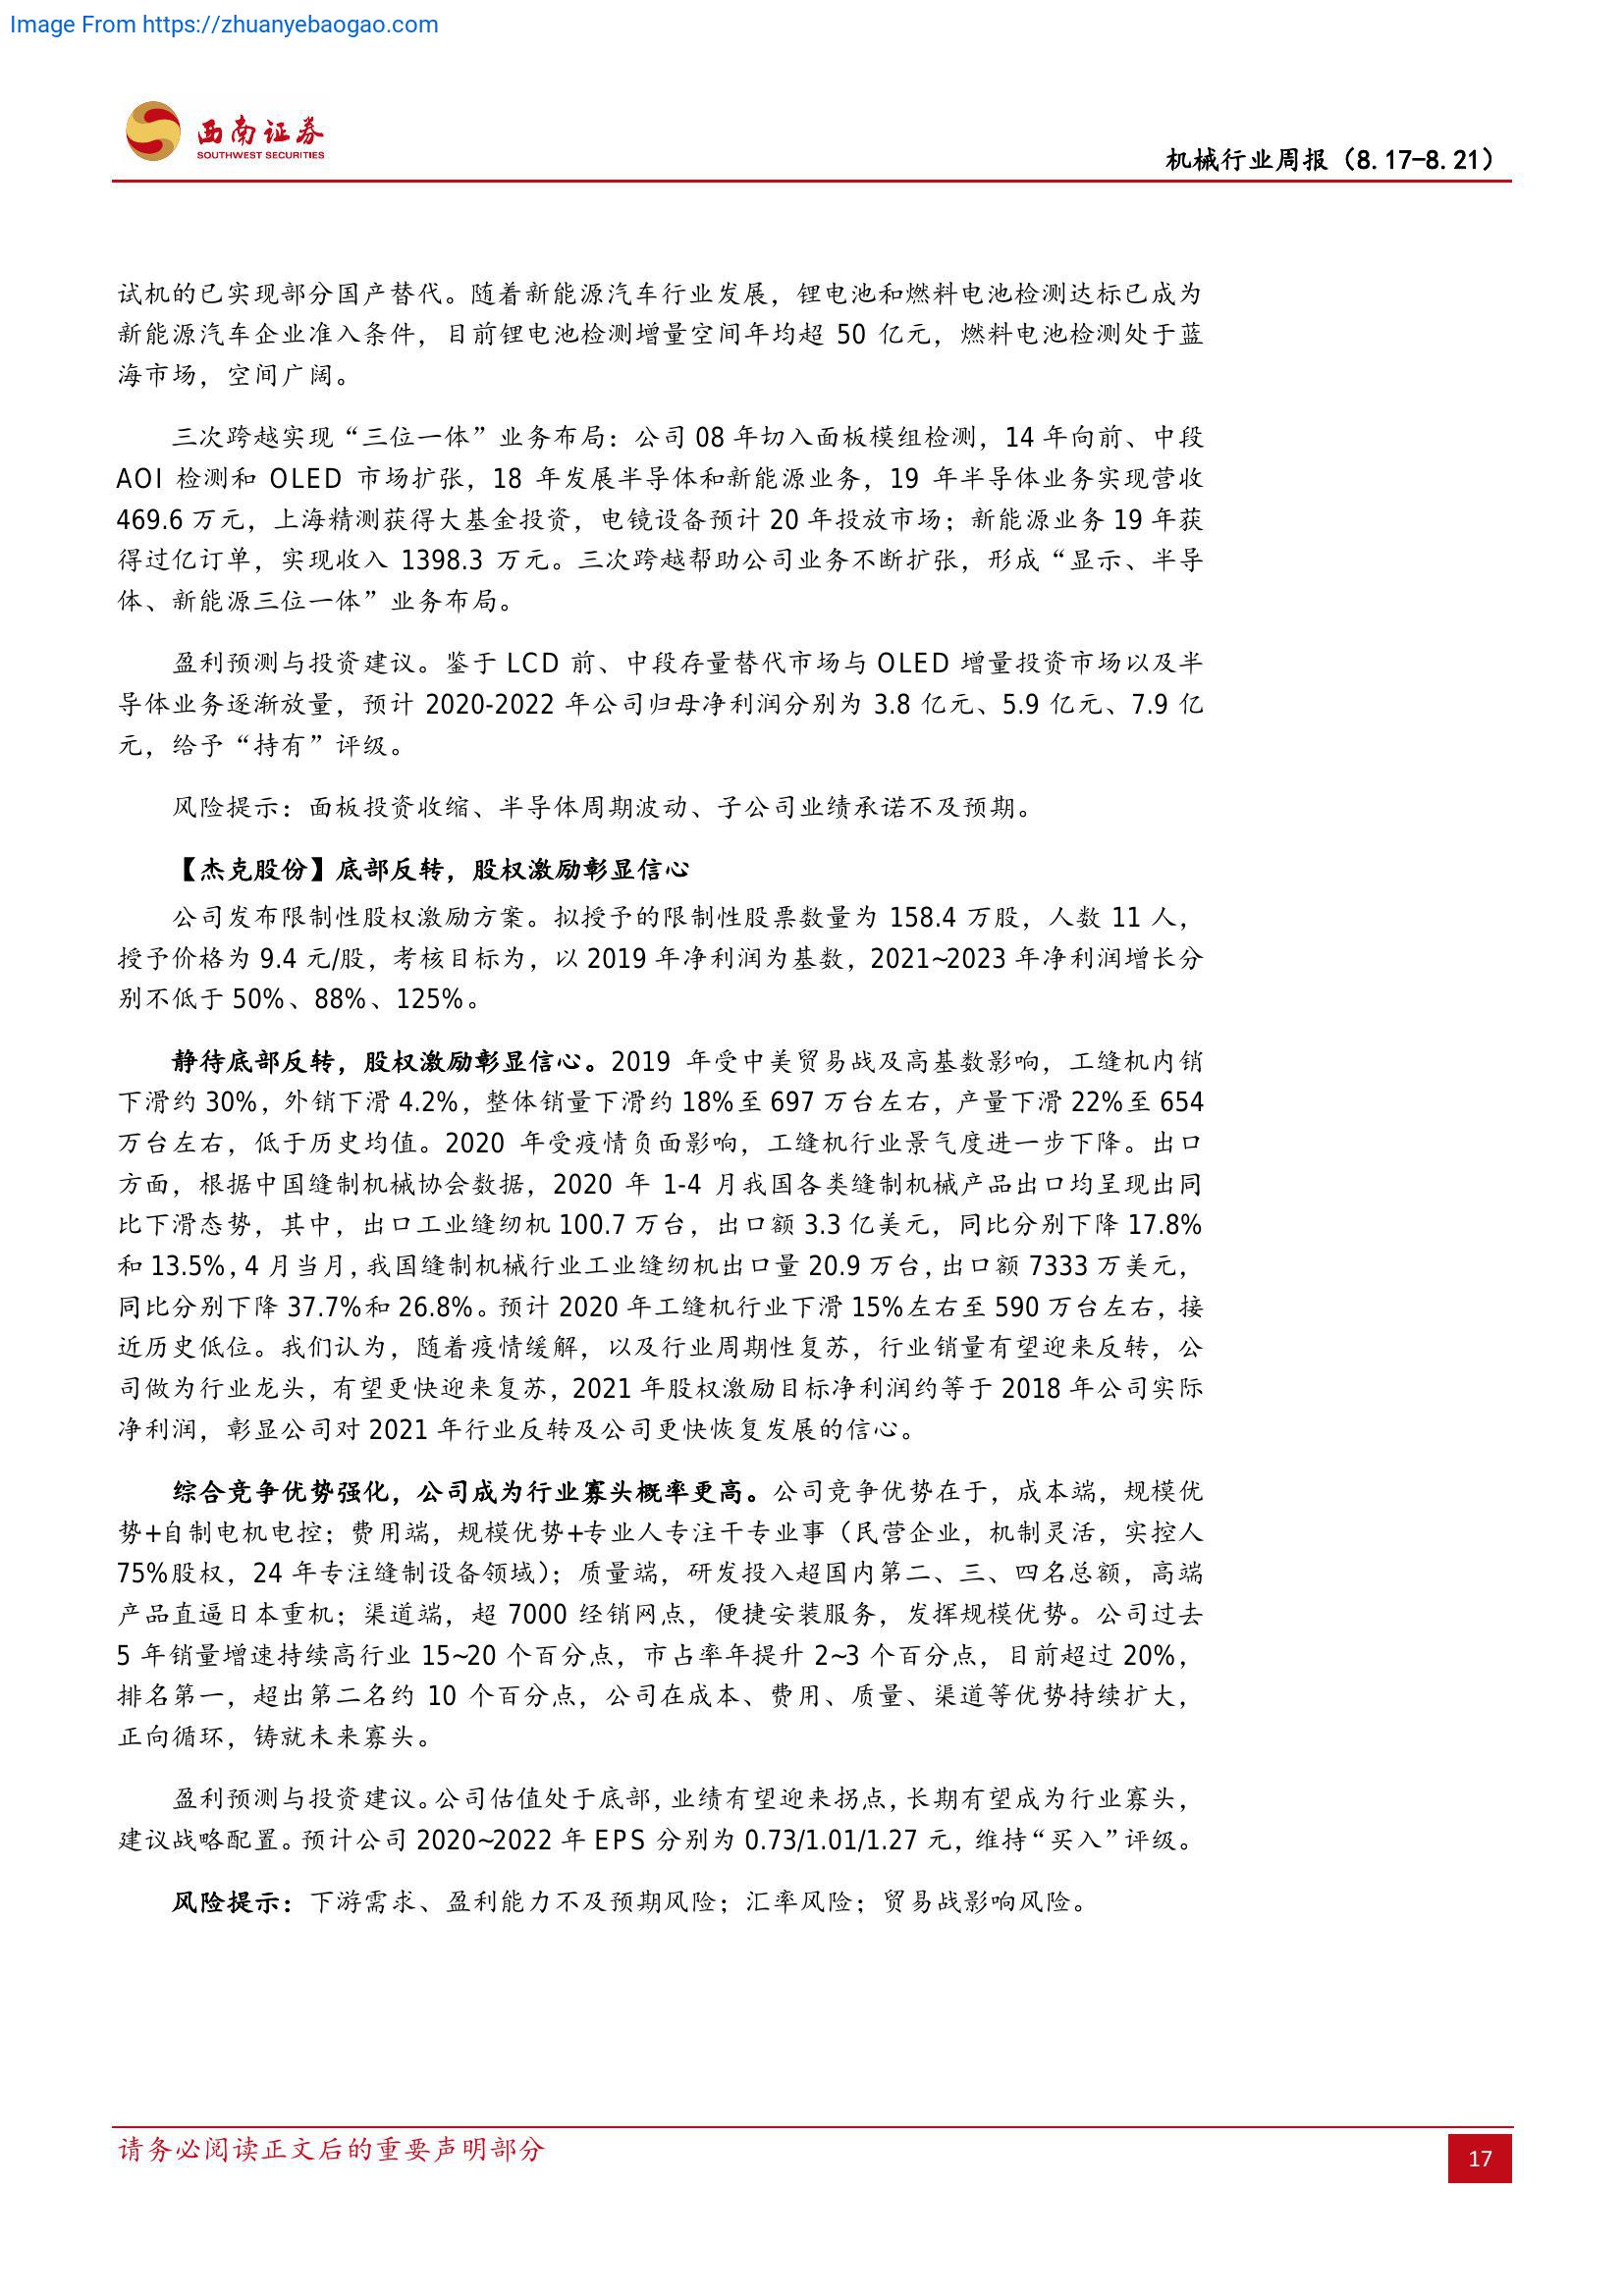 Image From https://zhuanyebaogao.com
西南证券
SOUTHWEST SECURITIES
机械行业周报（8.17-8.21）
试机的已实现部分国产替代。随着新能源汽车行业发展，锂电池和燃料电池检测达标已成为
新能源汽车企业准入条件，目前锂电池检测增量空间年均超 50 亿元，燃料电池检测处于蓝
海市场，空间广阔。
三次跨越实现“三位一体”业务布局：公司 08 年切入面板模组检测，14 年向前、中段
AOI 检测和 OLED 市场扩张，18 年发展半导体和新能源业务，19 年半导体业务实现营收
469.6 万元，上海精测获得大基金投资，电镜设备预计 20 年投放市场；新能源业务 19 年获
得过亿订单，实现收入 1398.3 万元。三次跨越帮助公司业务不断扩张，形成“显示、半导
体、新能源三位一体”业务布局。
盈利预测与投资建议。鉴于 LCD 前、中段存量替代市场与 OLED 增量投资市场以及半
导体业务逐渐放量，预计 2020-2022 年公司归母净利润分别为 3.8 亿元、5.9 亿元、7.9 亿
元，给予“持有”评级。
风险提示：面板投资收缩、半导体周期波动、子公司业绩承诺不及预期。
【杰克股份】底部反转，股权激励彰显信心
公司发布限制性股权激励方案。拟授予的限制性股票数量为 158.4 万股，人数 11 人，
授予价格为 9.4 元/股，考核目标为，以 2019 年净利润为基数，2021~2023 年净利润增长分
别不低于 50%、88%、125%。
静待底部反转，股权激励彰显信心。2019 年受中美贸易战及高基数影响，工缝机内销
下滑约 30%，外销下滑 4.2%，整体销量下滑约 18%至 697 万台左右，产量下滑 22%至 654
万台左右，低于历史均值。2020 年受疫情负面影响，工缝机行业景气度进一步下降。出口
方面，根据中国缝制机械协会数据，2020 年 1-4 月我国各类缝制机械产品出口均呈现出同
比下滑态势，其中，出口工业缝纫机 100.7 万台，出口额 3.3 亿美元，同比分别下降 17.8%
和 13.5%，4 月当月，我国缝制机械行业工业缝纫机出口量 20.9 万台，出口额 7333 万美元，
同比分别下降 37.7%和 26.8%。预计 2020 年工缝机行业下滑 15%左右至 590 万台左右，接
近历史低位。我们认为，随着疫情缓解，以及行业周期性复苏，行业销量有望迎来反转，公
司做为行业龙头，有望更快迎来复苏，2021 年股权激励目标净利润约等于 2018 年公司实际
净利润，彰显公司对 2021 年行业反转及公司更快恢复发展的信心。
综合竞争优势强化，公司成为行业寡头概率更高。公司竞争优势在于，成本端，规模优
势+自制电机电控；费用端，规模优势+专业人专注干专业事（民营企业，机制灵活，实控人
75%股权，24 年专注缝制设备领域）；质量端，研发投入超国内第二、三、四名总额，高端
产品直逼日本重机；渠道端，超 7000 经销网点，便捷安装服务，发挥规模优势。公司过去
5 年销量增速持续高行业 15~20 个百分点，市占率年提升 2~3 个百分点，目前超过 20%，
排名第一，超出第二名约 10 个百分点，公司在成本、费用、质量、渠道等优势持续扩大，
正向循环，铸就未来寡头。
盈利预测与投资建议。公司估值处于底部，业绩有望迎来拐点，长期有望成为行业寡头，
建议战略配置。预计公司 2020~2022 年 EPS 分别为 0.73/1.01/1.27 元，维持“买入”评级。
风险提示：下游需求、盈利能力不及预期风险；汇率风险；贸易战影响风险。
请务必阅读正文后的重要声明部分
17